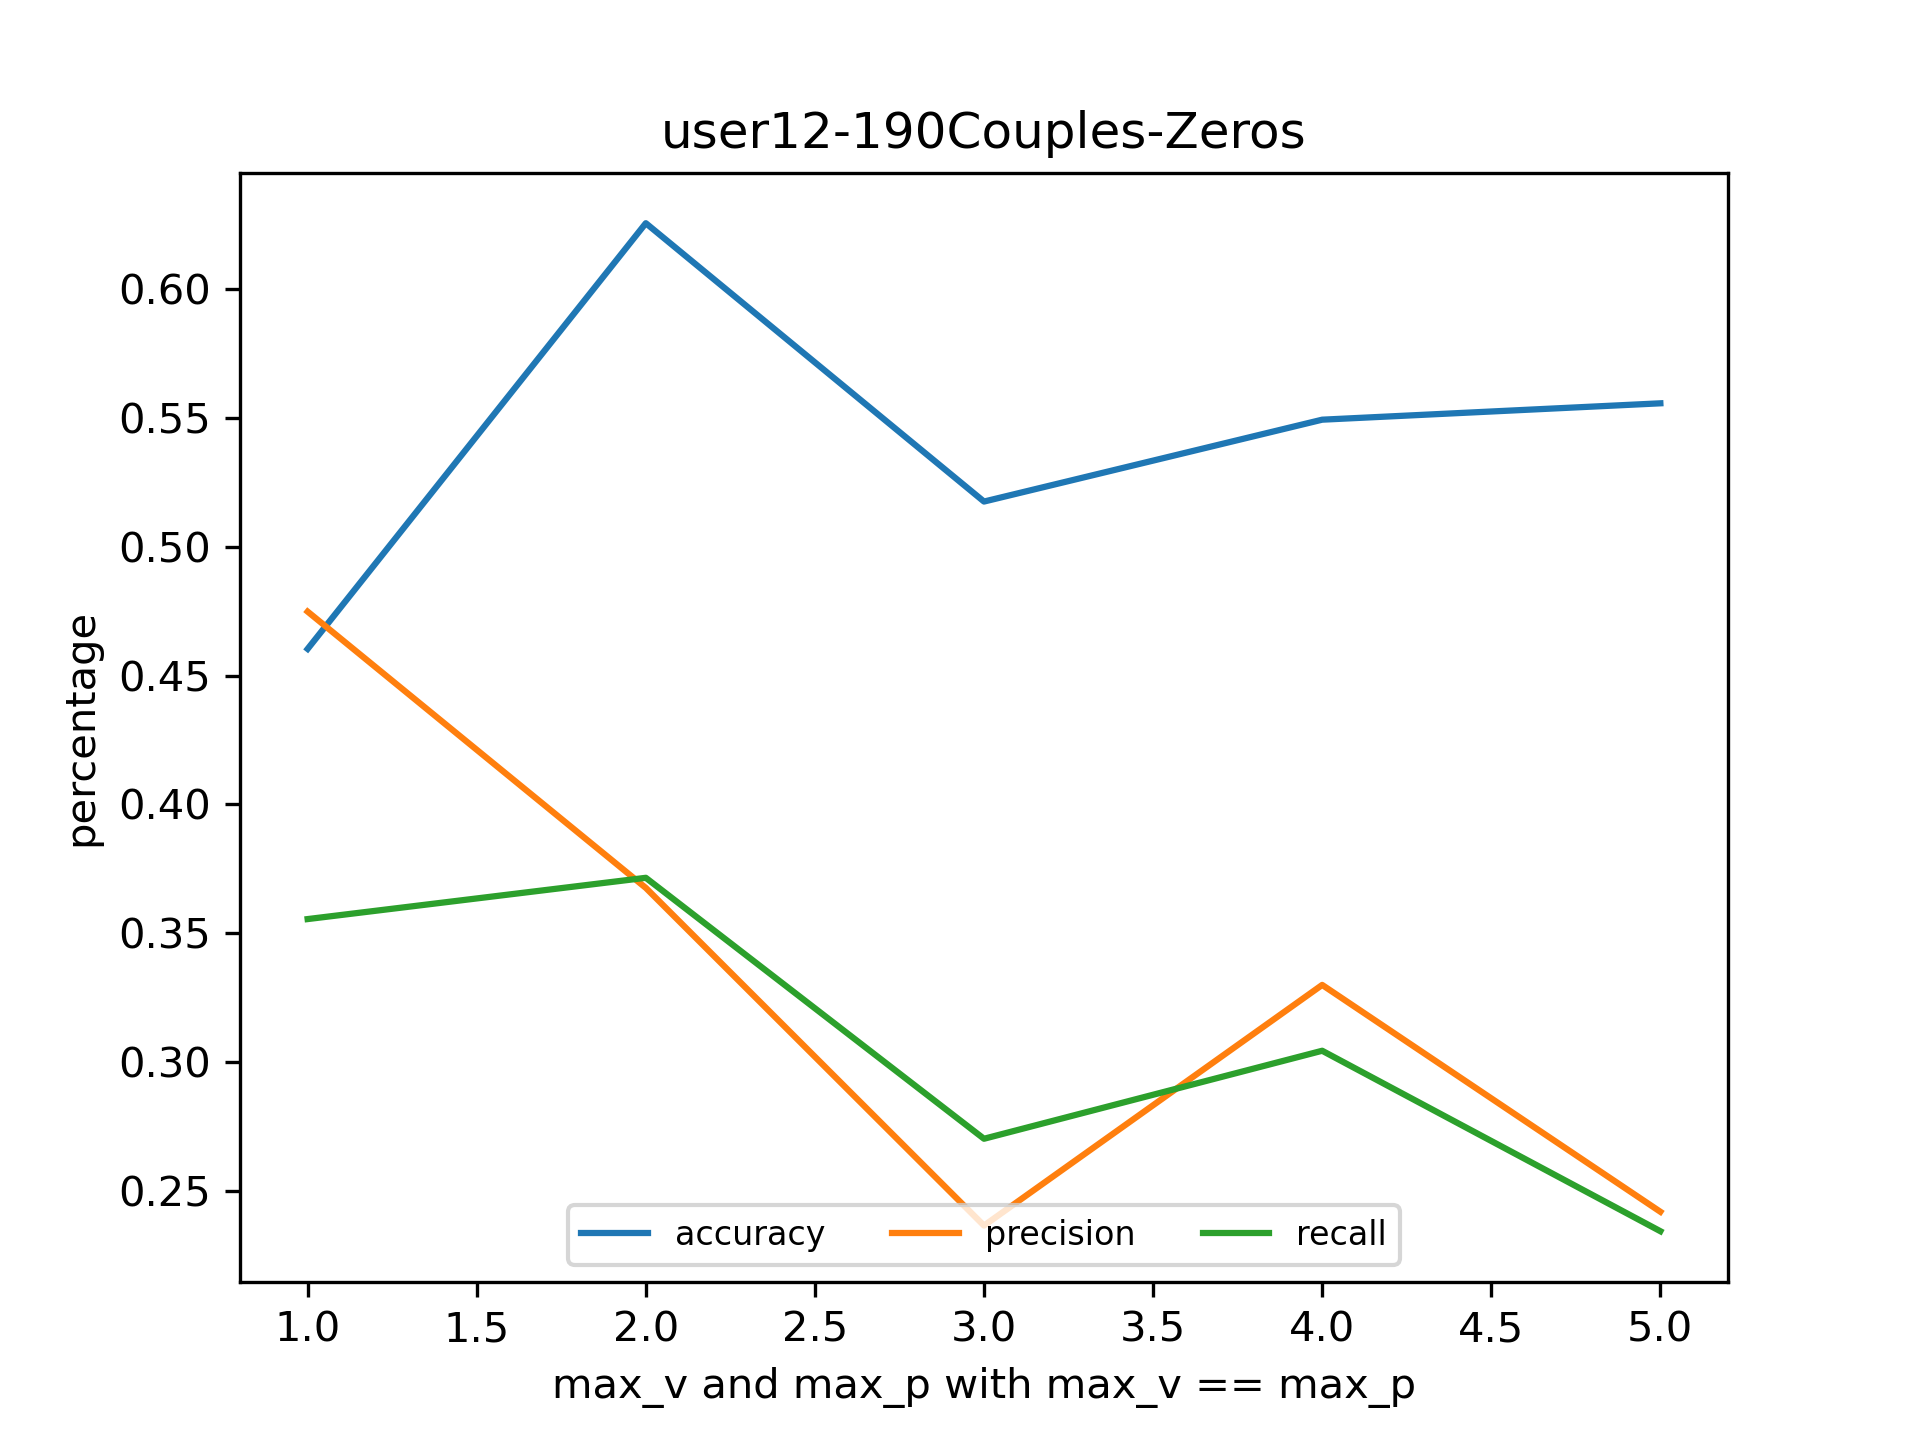 user12-190Couples-Zeros
percentage
0.60
0.55
0.50
0.45
0.40
0.35
0.30
0.25
accuracy precision recall
1.0 1.5 2.0 2.5 3.0 3.5 4.0 4.5 5.0
max_v and max_p with max_v == max_p